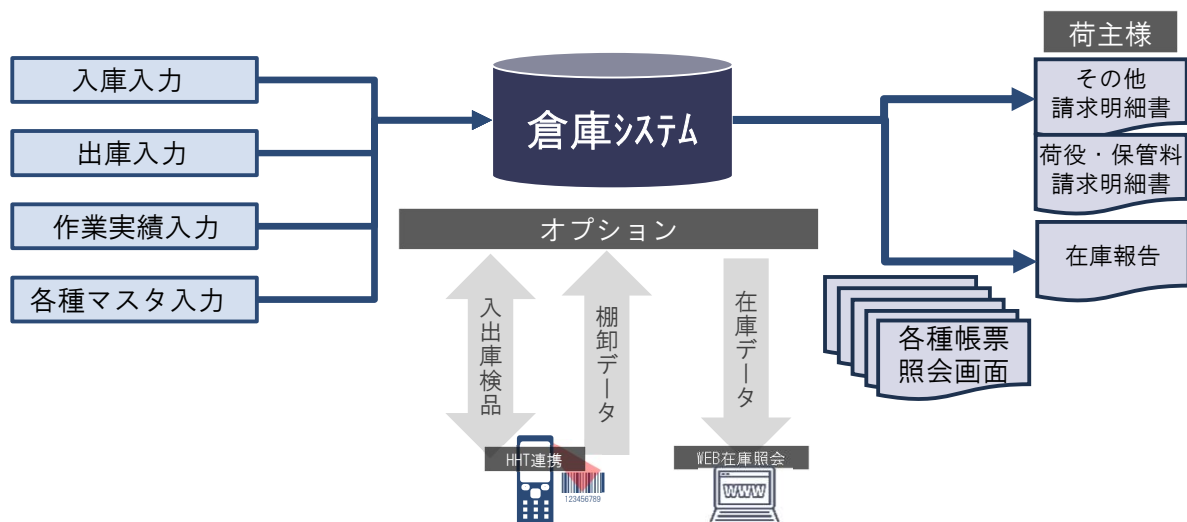 入庫入力
出庫入力
作業実績入力
各種マスタ入力
倉庫システム
荷主様
その他
請求明細書
荷役・保管料
請求明細書
在庫報告
各種帳票
照会画面
オプション
入出庫検品
棚卸データ
在庫データ
HHT連携
123456789
WEB在庫照会
WWW